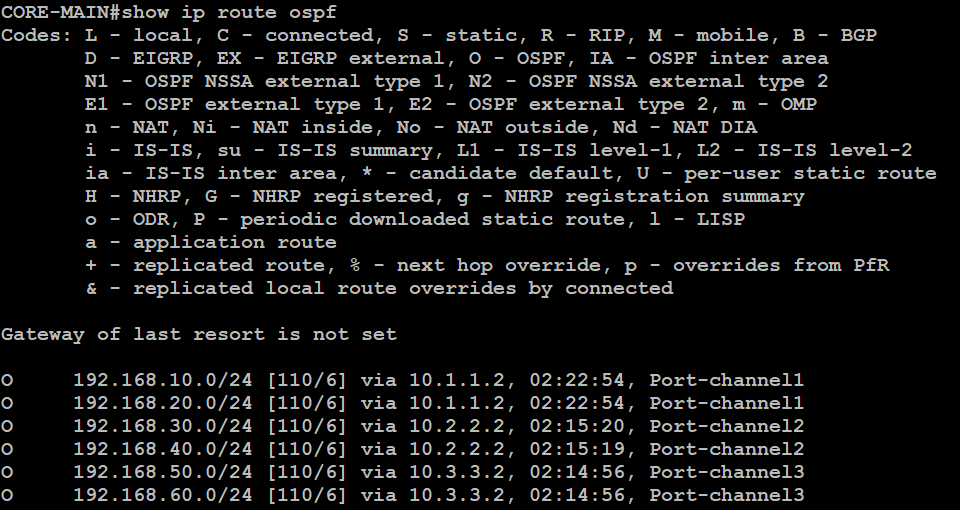 CORE-MAIN#show ip route ospf
Codes: L - local, C - connected, S - static, R - RIP, M - mobile, B - BGP
       D - EIGRP, EX - EIGRP external, O - OSPF, IA - OSPF inter area
       N1 - OSPF NSSA external type 1, N2 - OSPF NSSA external type 2
       E1 - OSPF external type 1, E2 - OSPF external type 2, m - OMP
       n - NAT, Ni - NAT inside, No - NAT outside, Nd - NAT DIA
       i - IS-IS, su - IS-IS summary, L1 - IS-IS level-1, L2 - IS-IS level-2
       ia - IS-IS inter area, * - candidate default, U - per-user static route
       H - NHRP, G - NHRP registered, g - NHRP registration summary
       o - ODR, P - periodic downloaded static route, l - LISP
       a - application route
       + - replicated route, % - next hop override, p - overrides from PfR
       & - replicated local route overrides by connected

Gateway of last resort is not set

O     192.168.10.0/24 [110/6] via 10.1.1.2, 02:22:54, Port-channel1
O     192.168.20.0/24 [110/6] via 10.1.1.2, 02:22:54, Port-channel1
O     192.168.30.0/24 [110/6] via 10.2.2.2, 02:15:20, Port-channel2
O     192.168.40.0/24 [110/6] via 10.2.2.2, 02:15:19, Port-channel2
O     192.168.50.0/24 [110/6] via 10.3.3.2, 02:14:56, Port-channel3
O     192.168.60.0/24 [110/6] via 10.3.3.2, 02:14:56, Port-channel3